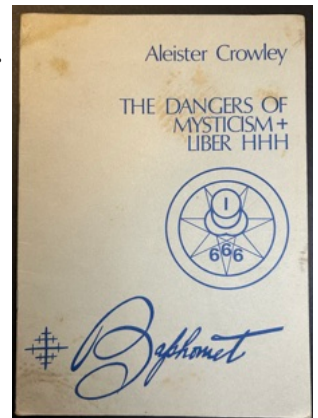 Aleister Crowley
THE DANGERS OF
MYSTICISM +
LIBER HHH
I
666
Baphomet